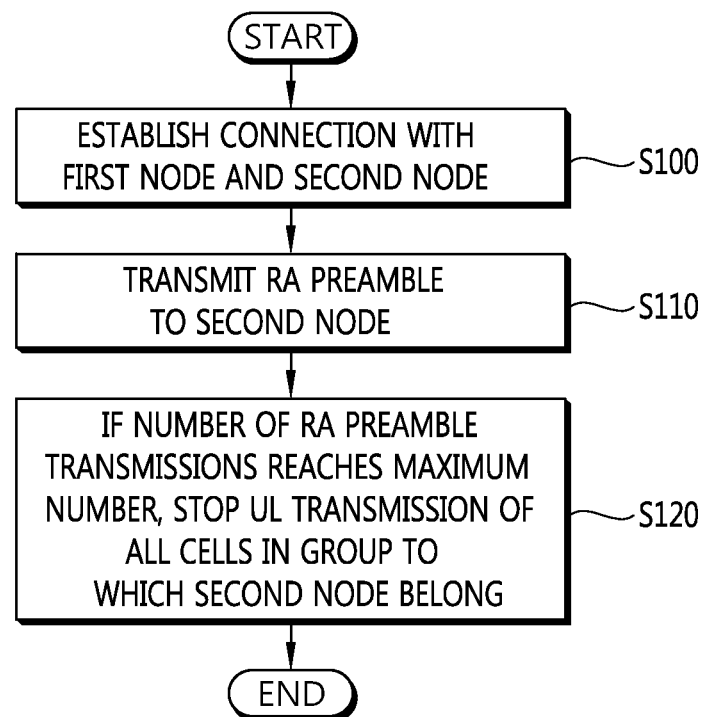 START
ESTABLISH CONNECTION WITH
FIRST NODE AND SECOND NODE
S100
TRANSMIT RA PREAMBLE
TO SECOND NODE
S110
IF NUMBER OF RA PREAMBLE
TRANSMISSIONS REACHES MAXIMUM
NUMBER, STOP UL TRANSMISSION OF
ALL CELLS IN GROUP TO
WHICH SECOND NODE BELONG
S120
END